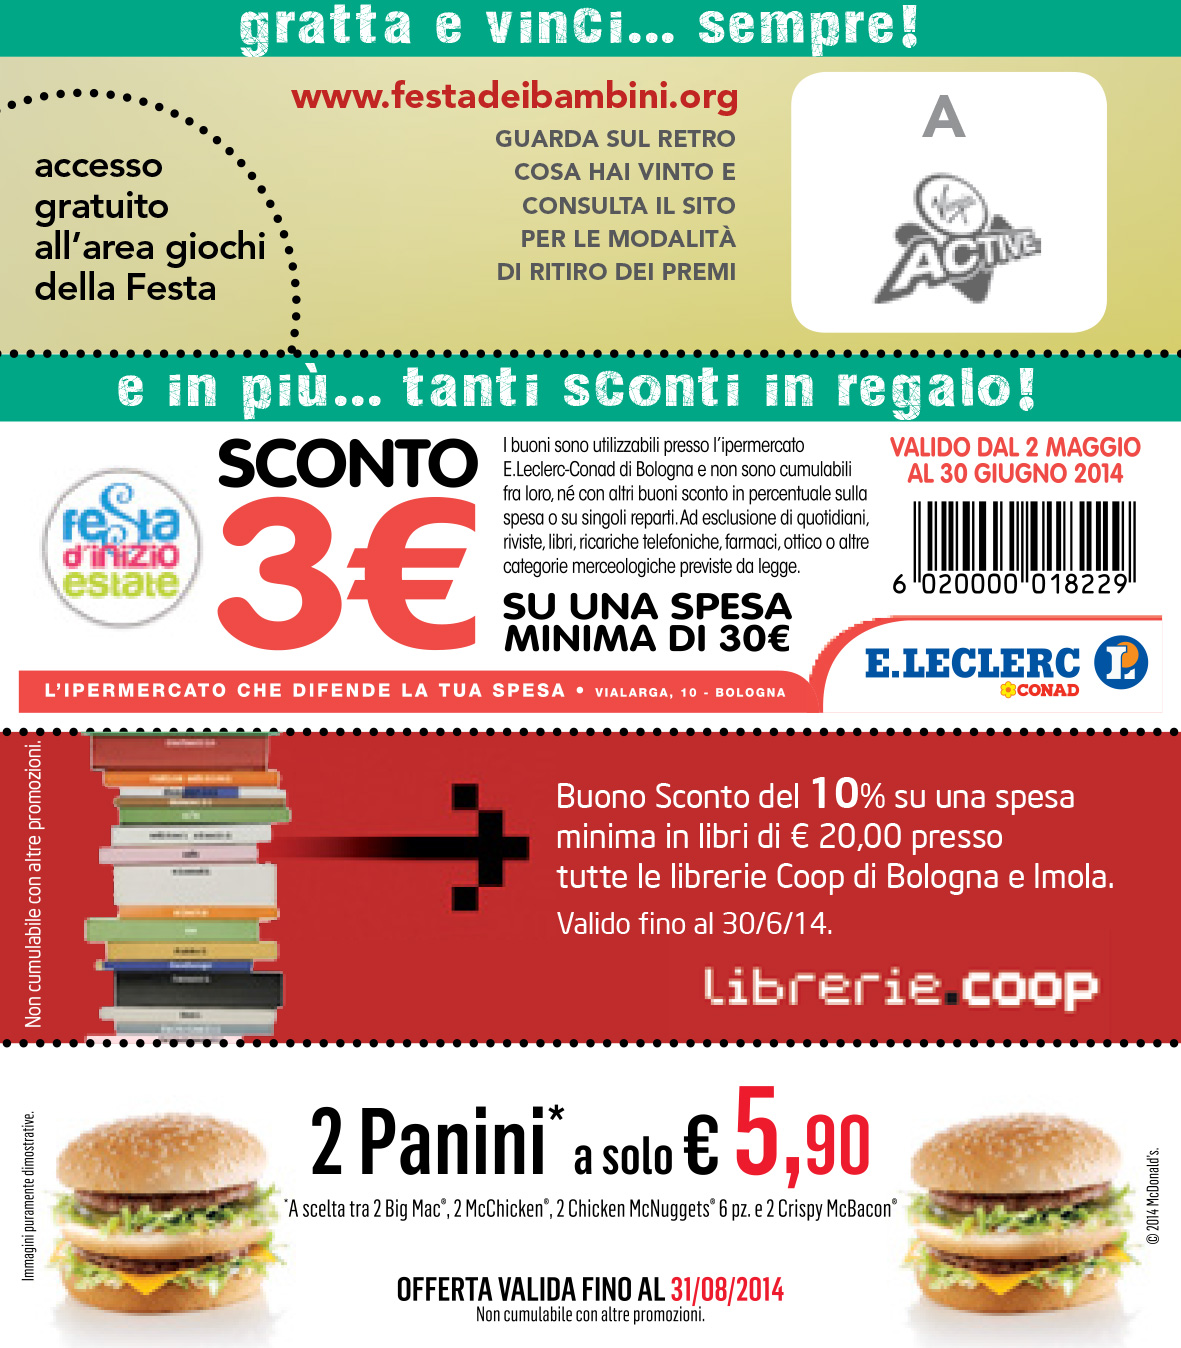 gratta e vinci... sempre!
www.festadeibambini.org
GUARDA SUL RETRO
COSA HAI VINTO E
CONSULTA IL SITO
PER LE MODALITÀ
DI RITIRO DEI PREMI
accesso
gratuito
all'area giochi
della Festa
A
Virgin
ACTIVE
e in più... tanti sconti in regalo!
festa
d'inizio
estate
SCONTO
3€
I buoni sono utilizzabili presso l'ipermercato
E.Leclerc-Conad di Bologna e non sono cumulabili
fra loro, né con altri buoni sconto in percentuale sulla
spesa o su singoli reparti. Ad esclusione di quotidiani,
riviste, libri, ricariche telefoniche, farmaci, ottico o altre
categorie merceologiche previste da legge.
SU UNA SPESA
MINIMA DI 30€
VALIDO DAL 2 MAGGIO
AL 30 GIUGNO 2014
6 020000 018229
E.LECLERC L
CONAD
L'IPERMERCATO CHE DIFENDE LA TUA SPESA • VIALARGA, 10 - BOLOGNA
Non cumulabile con altre promozioni.
Buono Sconto del 10% su una spesa
minima in libri di € 20,00 presso
tutte le librerie Coop di Bologna e Imola.
Valido fino al 30/6/14.
librerie.coop
Immagini puramente dimostrative.
2 Panini* a solo € 5,90
*A scelta tra 2 Big Mac®, 2 McChicken®, 2 Chicken McNuggets® 6 pz. e 2 Crispy McBacon®
OFFERTA VALIDA FINO AL 31/08/2014
Non cumulabile con altre promozioni.
© 2014 McDonald's.